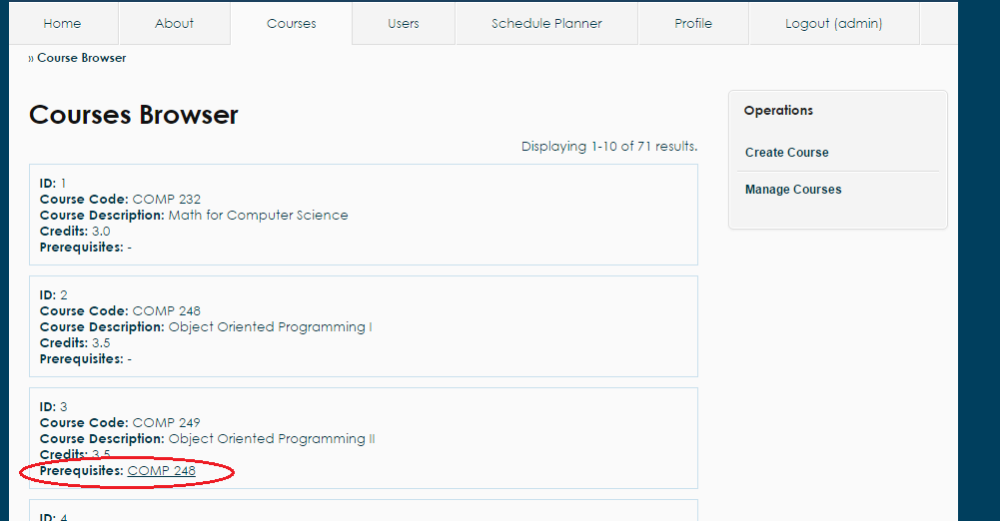 Home About Courses Users Schedule Planner Profile Logout (admin)
» Course Browser
Courses Browser
Displaying 1-10 of 71 results.
ID: 1
Course Code: COMP 232
Course Description: Math for Computer Science
Credits: 3.0
Prerequisites: -
ID: 2
Course Code: COMP 248
Course Description: Object Oriented Programming I
Credits: 3.5
Prerequisites: -
ID: 3
Course Code: COMP 249
Course Description: Object Oriented Programming II
Credits: 3.5
Prerequisites: COMP 248
ID: 4
Operations
Create Course
Manage Courses